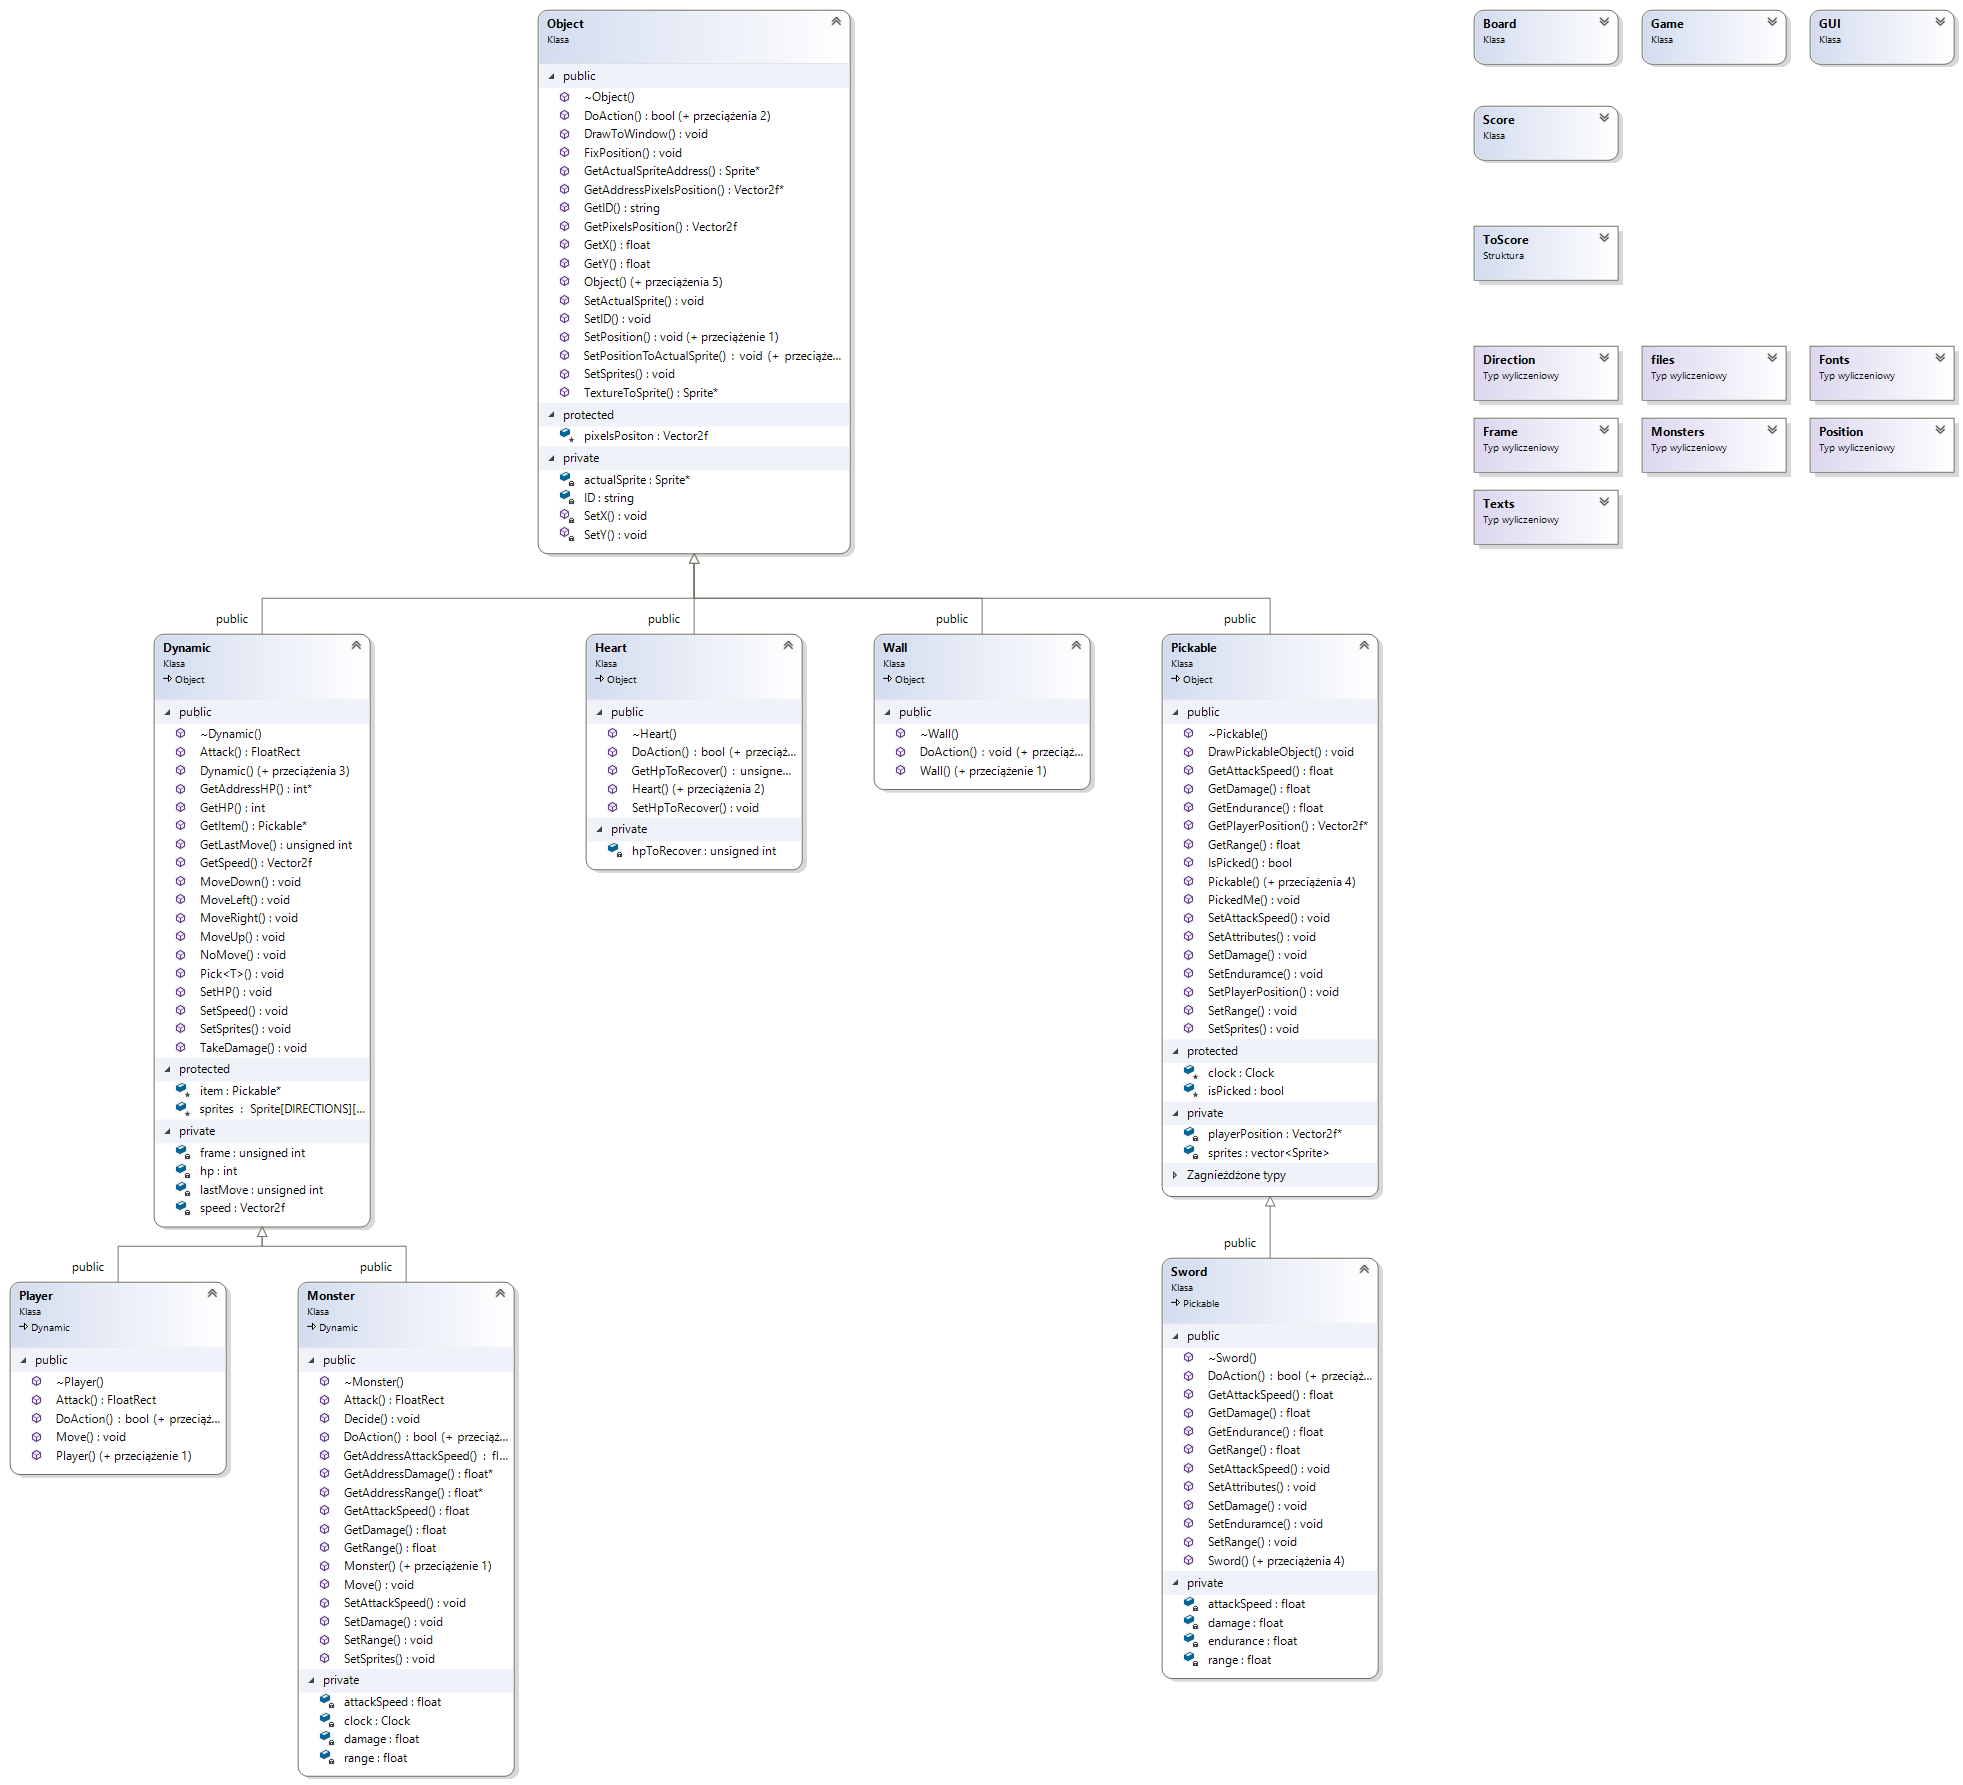 Object
Klasa
public
~Object()
DoAction() : bool (+ przeciążenia 2)
DrawToWindow() : void
FixPosition() : void
GetActualSpriteAddress() : Sprite*
GetAddressPixelsPosition() : Vector2f*
GetID() : string
GetPixelsPosition() : Vector2f
GetX() : float
GetY() : float
Object() (+ przeciążenia 5)
SetActualSprite() : void
SetID() : void
SetPosition() : void (+ przeciążenie 1)
SetPositionToActualSprite() : void (+ przeciąże...
SetSprites() : void
TextureToSprite() : Sprite*
protected
pixelsPositon : Vector2f
private
actualSprite : Sprite*
ID : string
SetX() : void
SetY() : void
Board
Klasa
Game
Klasa
GUI
Klasa
Score
Klasa
ToScore
Struktura
Direction
Typ wyliczeniowy
files
Typ wyliczeniowy
Fonts
Typ wyliczeniowy
Frame
Typ wyliczeniowy
Monsters
Typ wyliczeniowy
Position
Typ wyliczeniowy
Texts
Typ wyliczeniowy
public
Dynamic
Klasa
Object
public
~Dynamic()
Attack() : FloatRect
Dynamic() (+ przeciążenia 3)
GetAddressHP() : int*
GetHP() : int
GetItem() : Pickable*
GetLastMove() : unsigned int
GetSpeed() : Vector2f
MoveDown() : void
MoveLeft() : void
MoveRight() : void
MoveUp() : void
NoMove() : void
Pick<T>() : void
SetHP() : void
SetSpeed() : void
SetSprites() : void
TakeDamage() : void
protected
item : Pickable*
sprites : Sprite[DIRECTIONS][...
private
frame : unsigned int
hp : int
lastMove : unsigned int
speed : Vector2f
public
Heart
Klasa
Object
public
~Heart()
DoAction() : bool (+ przeciąż...
GetHpToRecover() : unsigne...
Heart() (+ przeciążenia 2)
SetHpToRecover() : void
private
hpToRecover : unsigned int
public
Wall
Klasa
Object
public
~Wall()
DoAction() : void (+ przeciąż...
Wall() (+ przeciążenie 1)
public
Pickable
Klasa
Object
public
~Pickable()
DrawPickableObject() : void
GetAttackSpeed() : float
GetDamage() : float
GetEndurance() : float
GetPlayerPosition() : Vector2f*
GetRange() : float
IsPicked() : bool
Pickable() (+ przeciążenia 4)
PickedMe() : void
SetAttackSpeed() : void
SetAttributes() : void
SetDamage() : void
SetEnduramce() : void
SetPlayerPosition() : void
SetRange() : void
SetSprites() : void
protected
clock : Clock
isPicked : bool
private
playerPosition : Vector2f*
sprites : vector<Sprite>
Zagnieżdżone typy
public
Player
Klasa
Dynamic
public
~Player()
Attack() : FloatRect
DoAction() : bool (+ przeciąż...
Move() : void
Player() (+ przeciążenie 1)
public
Monster
Klasa
Dynamic
public
~Monster()
Attack() : FloatRect
Decide() : void
DoAction() : bool (+ przeciąż...
GetAddressAttackSpeed() : fl...
GetAddressDamage() : float*
GetAddressRange() : float*
GetAttackSpeed() : float
GetDamage() : float
GetRange() : float
Monster() (+ przeciążenie 1)
Move() : void
SetAttackSpeed() : void
SetDamage() : void
SetRange() : void
SetSprites() : void
private
attackSpeed : float
clock : Clock
damage : float
range : float
public
Sword
Klasa
Pickable
public
~Sword()
DoAction() : bool (+ przeciąż...
GetAttackSpeed() : float
GetDamage() : float
GetEndurance() : float
GetRange() : float
SetAttackSpeed() : void
SetAttributes() : void
SetDamage() : void
SetEnduramce() : void
SetRange() : void
Sword() (+ przeciążenia 4)
private
attackSpeed : float
damage : float
endurance : float
range : float